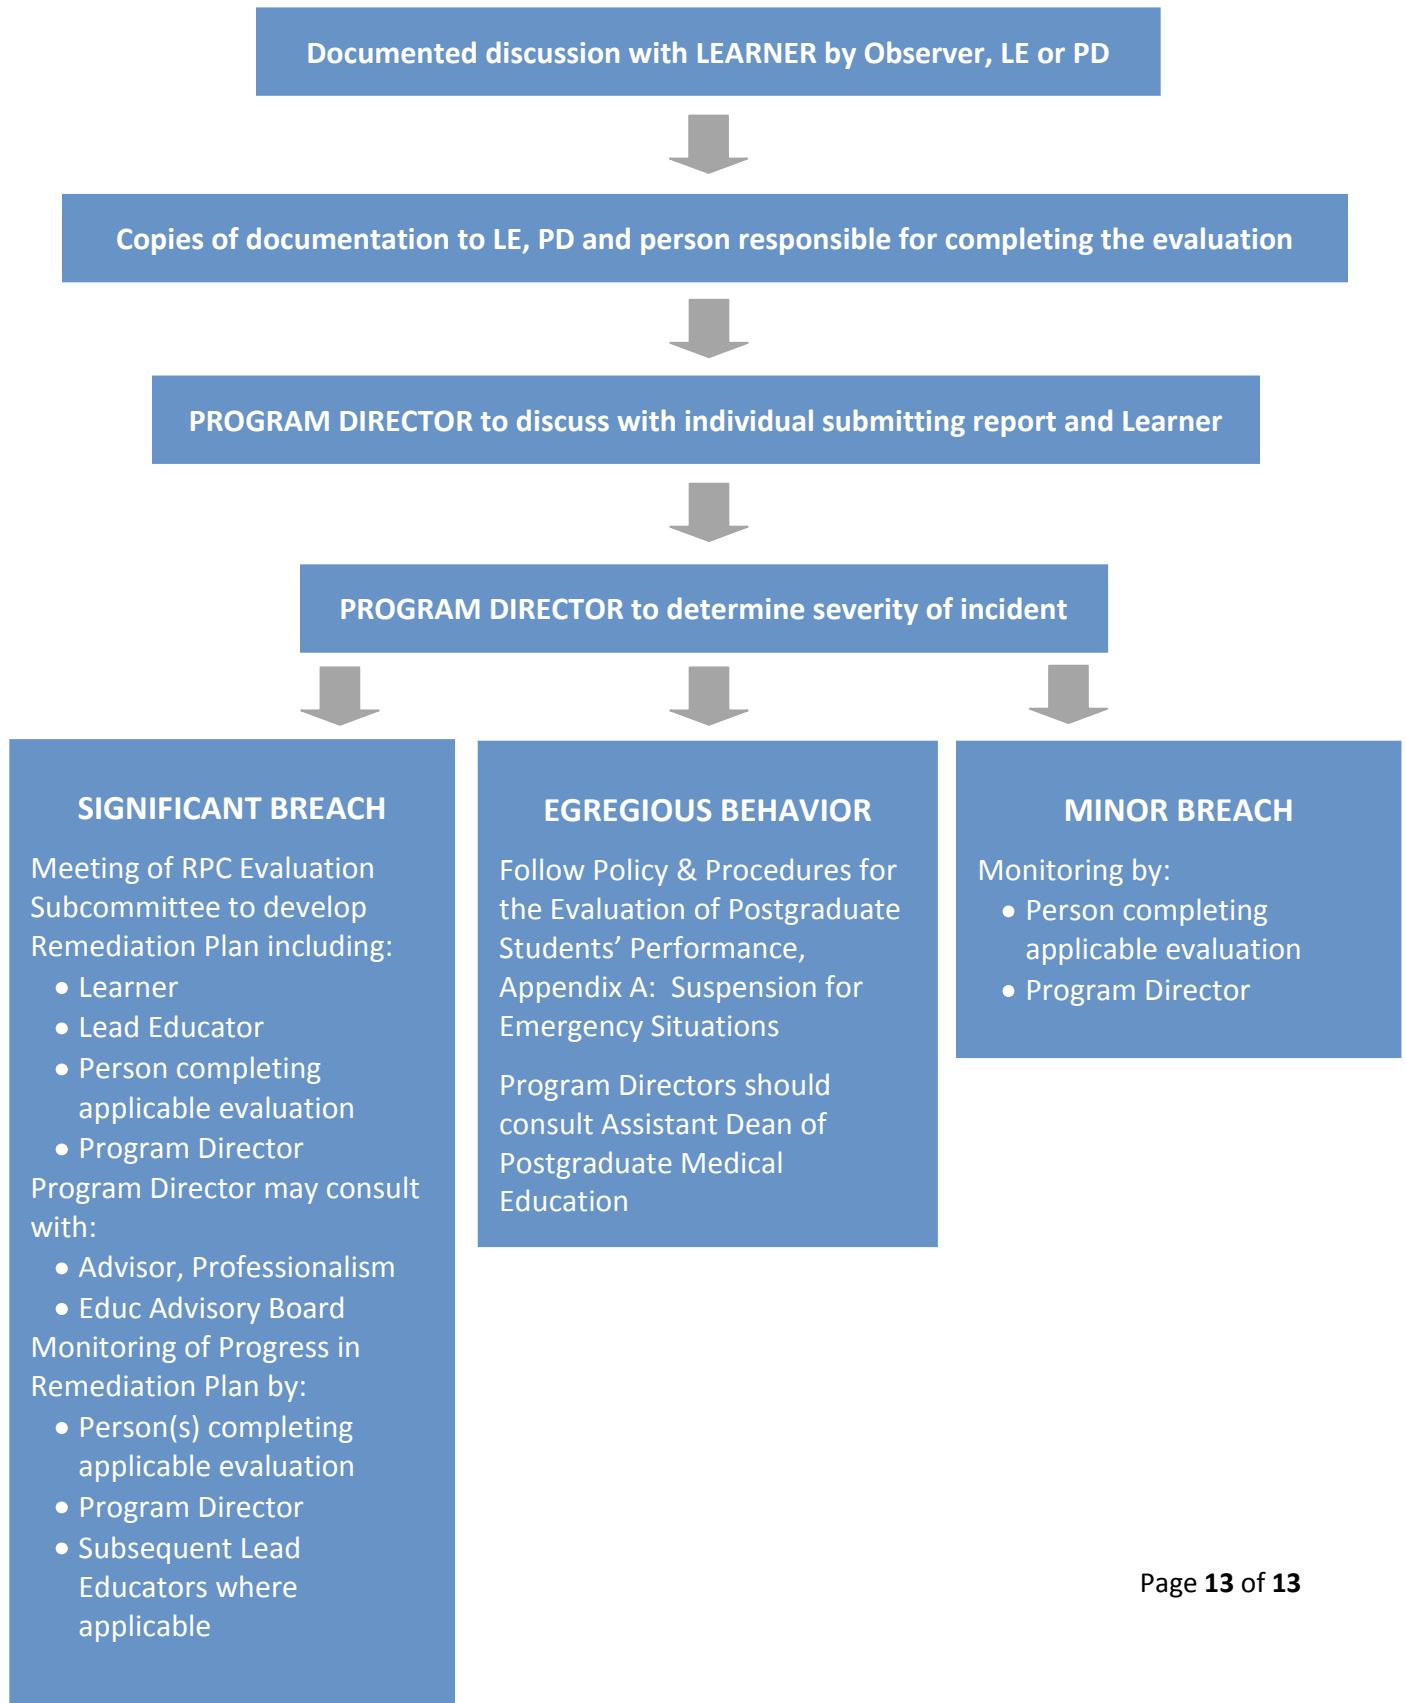 Documented discussion with LEARNER by Observer, LE or PD
Copies of documentation to LE, PD and person responsible for completing the evaluation
PROGRAM DIRECTOR to discuss with individual submitting report and Learner
PROGRAM DIRECTOR to determine severity of incident
SIGNIFICANT BREACH
Meeting of RPC Evaluation
Subcommittee to develop
Remediation Plan including:
• Learner
• Lead Educator
• Person completing
applicable evaluation
• Program Director
Program Director may consult
with:
• Advisor, Professionalism
• Educ Advisory Board
Monitoring of Progress in
Remediation Plan by:
• Person(s) completing
applicable evaluation
• Program Director
• Subsequent Lead
Educators where
applicable
EGREGIOUS BEHAVIOR
Follow Policy & Procedures for
the Evaluation of Postgraduate
Students’ Performance,
Appendix A:  Suspension for
Emergency Situations
Program Directors should
consult Assistant Dean of
Postgraduate Medical
Education
MINOR BREACH
Monitoring by:
• Person completing
applicable evaluation
• Program Director
Page 13 of 13